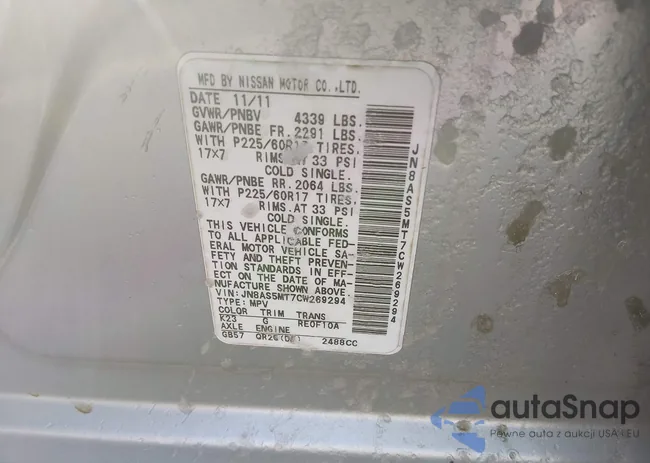 MFD BY NISSAN MOTOR CO.,LTD.
DATE 11/11
GVWR/PNBV 4339 LBS.
GAWR/PNBE FR. 2291 LBS.
WITH P225/60R17 TIRES.
17X7 RIMS AT 33 PSI
COLD SINGLE.
GAWR/PNBE RR. 2064 LBS.
WITH P225/60R17 TIRES.
17X7 RIMS.AT 33 PSI
COLD SINGLE.
THIS VEHICLE CONFORMS
TO ALL APPLICABLE FED-
ERAL MOTOR VEHICLE SA-
FETY AND THEFT PREVEN-
TION STANDARDS IN EFF-
ECT ON THE DATE OF MA-
NUFACTURE SHOWN ABOVE.
VIN:JN8AS5MT7CW269294
TYPE: MPV
COLOR TRIM TRANS
K23 G RE0F10A
AXLE ENGINE
GB57 2488CC
JN8AS5MT7CW269294
autaSnap
Pewne auta z aukcji USA i EU